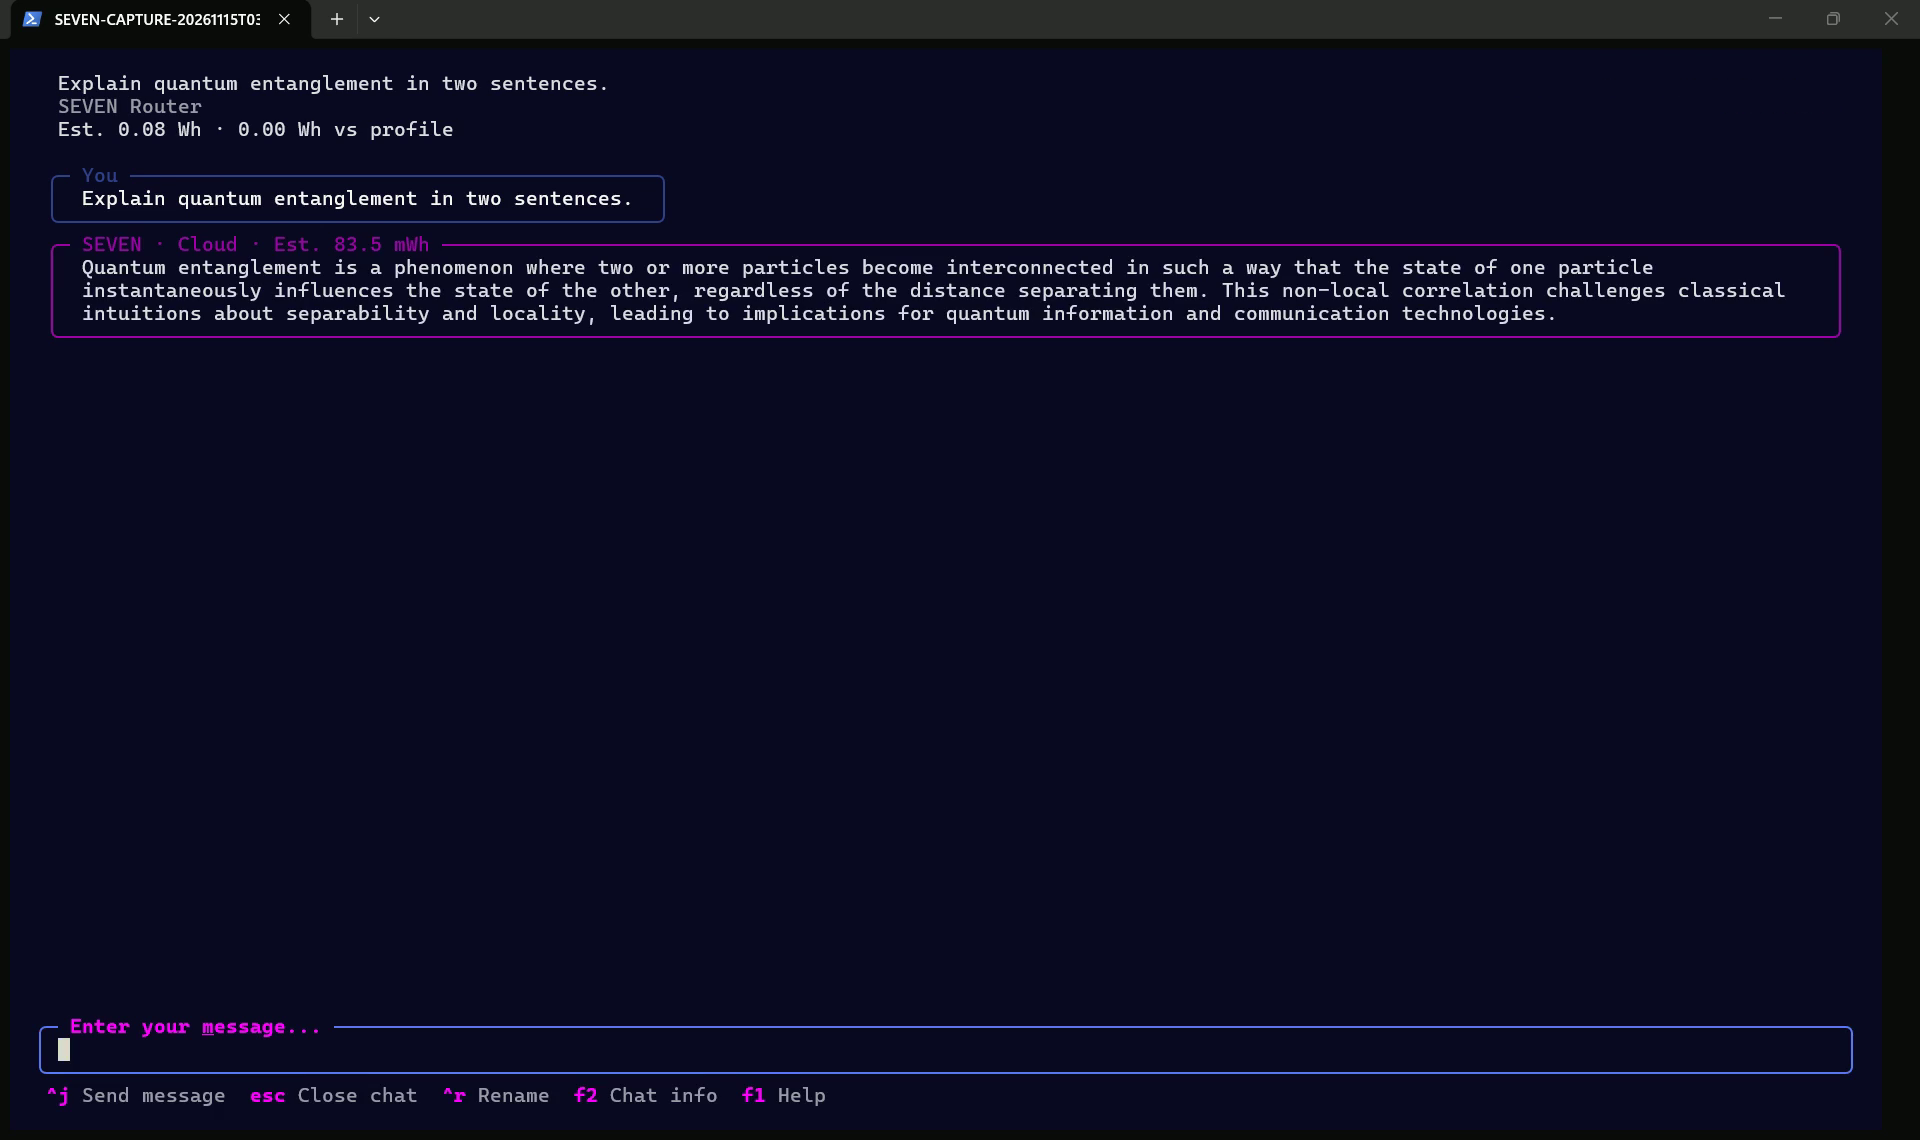 SEVEN-CAPTURE-20261115T03
Explain quantum entanglement in two sentences.
SEVEN Router
Est. 0.08 Wh · 0.00 Wh vs profile
You
Explain quantum entanglement in two sentences.
SEVEN · Cloud · Est. 83.5 mWh
Quantum entanglement is a phenomenon where two or more particles become interconnected in such a way that the state of one particle
instantaneously influences the state of the other, regardless of the distance separating them. This non-local correlation challenges classical
intuitions about separability and locality, leading to implications for quantum information and communication technologies.
Enter your message...
^j Send message esc Close chat ^r Rename f2 Chat info f1 Help